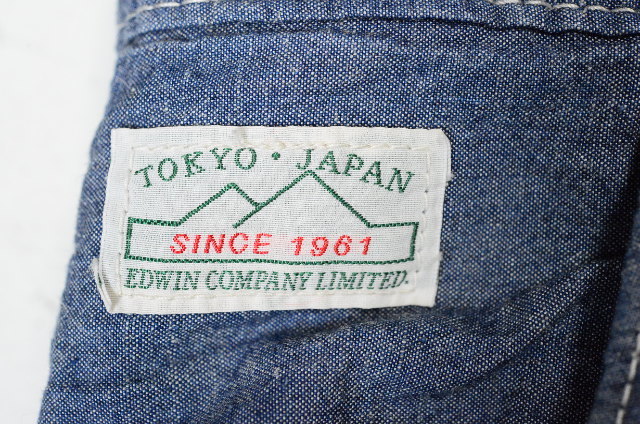 TOKYO • JAPAN
SINCE 1961
EDWIN COMPANY LIMITED.